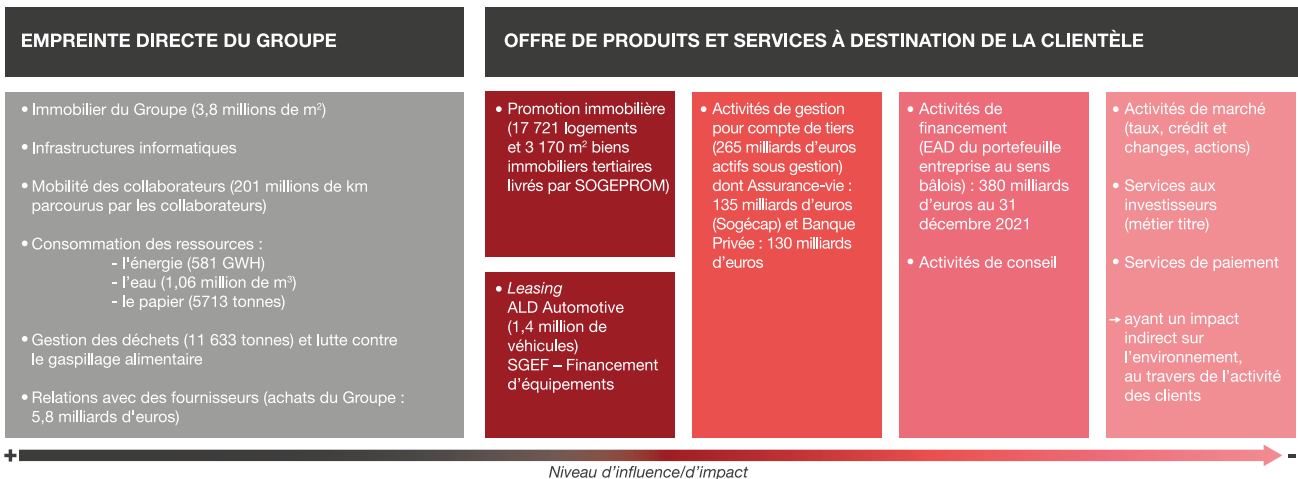 EMPREINTE DIRECTE DU GROUPE
• Immobilier du Groupe (3,8 millions de m²)
• Infrastructures informatiques
• Mobilité des collaborateurs (201 millions de km
parcourus par les collaborateurs)
• Consommation des ressources :
- l'énergie (581 GWH)
- l’eau (1,06 million de m³)
- le papier (5713 tonnes)
• Gestion des déchets (11 633 tonnes) et lutte contre
le gaspillage alimentaire
• Relations avec des fournisseurs (achats du Groupe :
5,8 milliards d'euros)
OFFRE DE PRODUITS ET SERVICES À DESTINATION DE LA CLIENTÈLE
• Promotion immobilière
(17 721 logements
et 3 170 m² biens
immobiliers tertiaires
livrés par SOGEPROM)
• Leasing
ALD Automotive
(1,4 million de
véhicules)
SGEF – Financement
d’équipements
• Activités de gestion
pour compte de tiers
(265 milliards d’euros
actifs sous gestion)
dont Assurance-vie :
135 milliards d’euros
(Sogécap) et Banque
Privée : 130 milliards
d’euros
• Activités de
financement
(EAD du portefeuille
entreprise au sens
bâlois) : 380 milliards
d’euros au 31
décembre 2021
• Activités de conseil
• Activités de marché
(taux, crédit et
changes, actions)
• Services aux
investisseurs
(métier titre)
• Services de paiement
→ ayant un impact
indirect sur
l’environnement,
au travers de l’activité
des clients
+ -
Niveau d’influence/d’impact